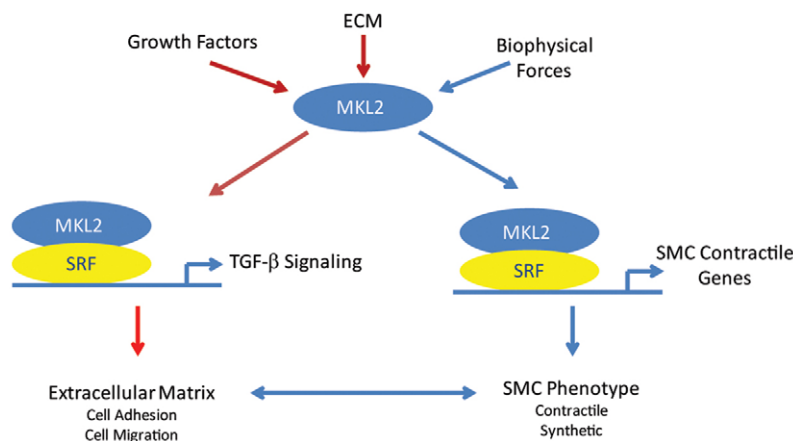 ECM
Growth Factors
Biophysical
Forces
MKL2
MKL2
SRF
TGF-β Signaling
MKL2
SRF
SMC Contractile
Genes
Extracellular Matrix
Cell Adhesion
Cell Migration
SMC Phenotype
Contractile
Synthetic